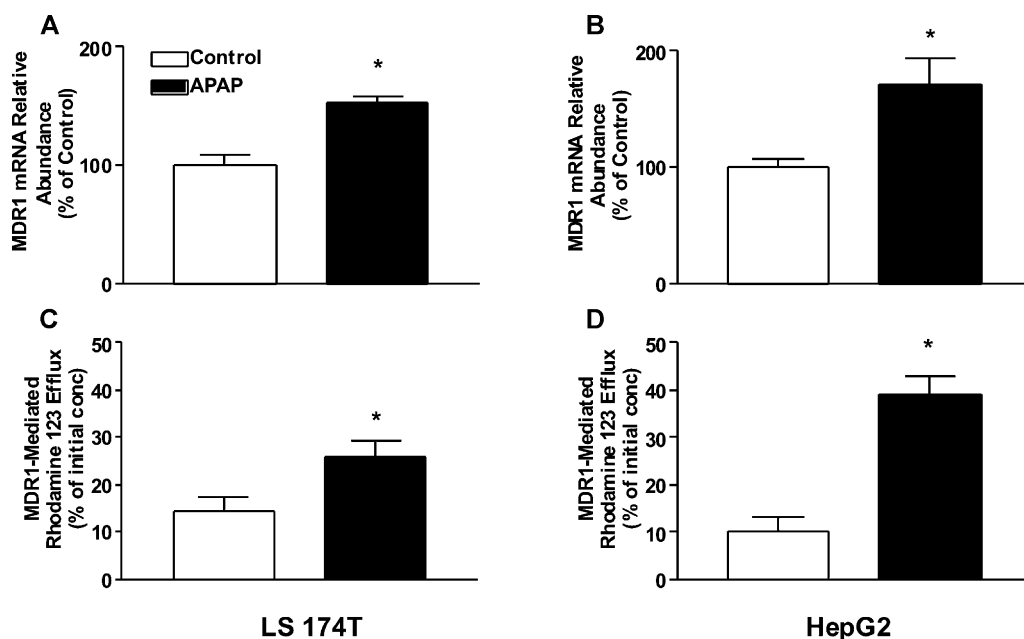 A
MDR1 mRNA Relative
Abundance
(% of Control)
200
100
0
Control
APAP
*
B
MDR1 mRNA Relative
Abundance
(% of Control)
200
100
0
*
C
MDR1-Mediated
Rhodamine 123 Efflux
(% of initial conc)
50
40
30
20
10
0
*
LS 174T
D
MDR1-Mediated
Rhodamine 123 Efflux
(% of initial conc)
50
40
30
20
10
0
*
HepG2